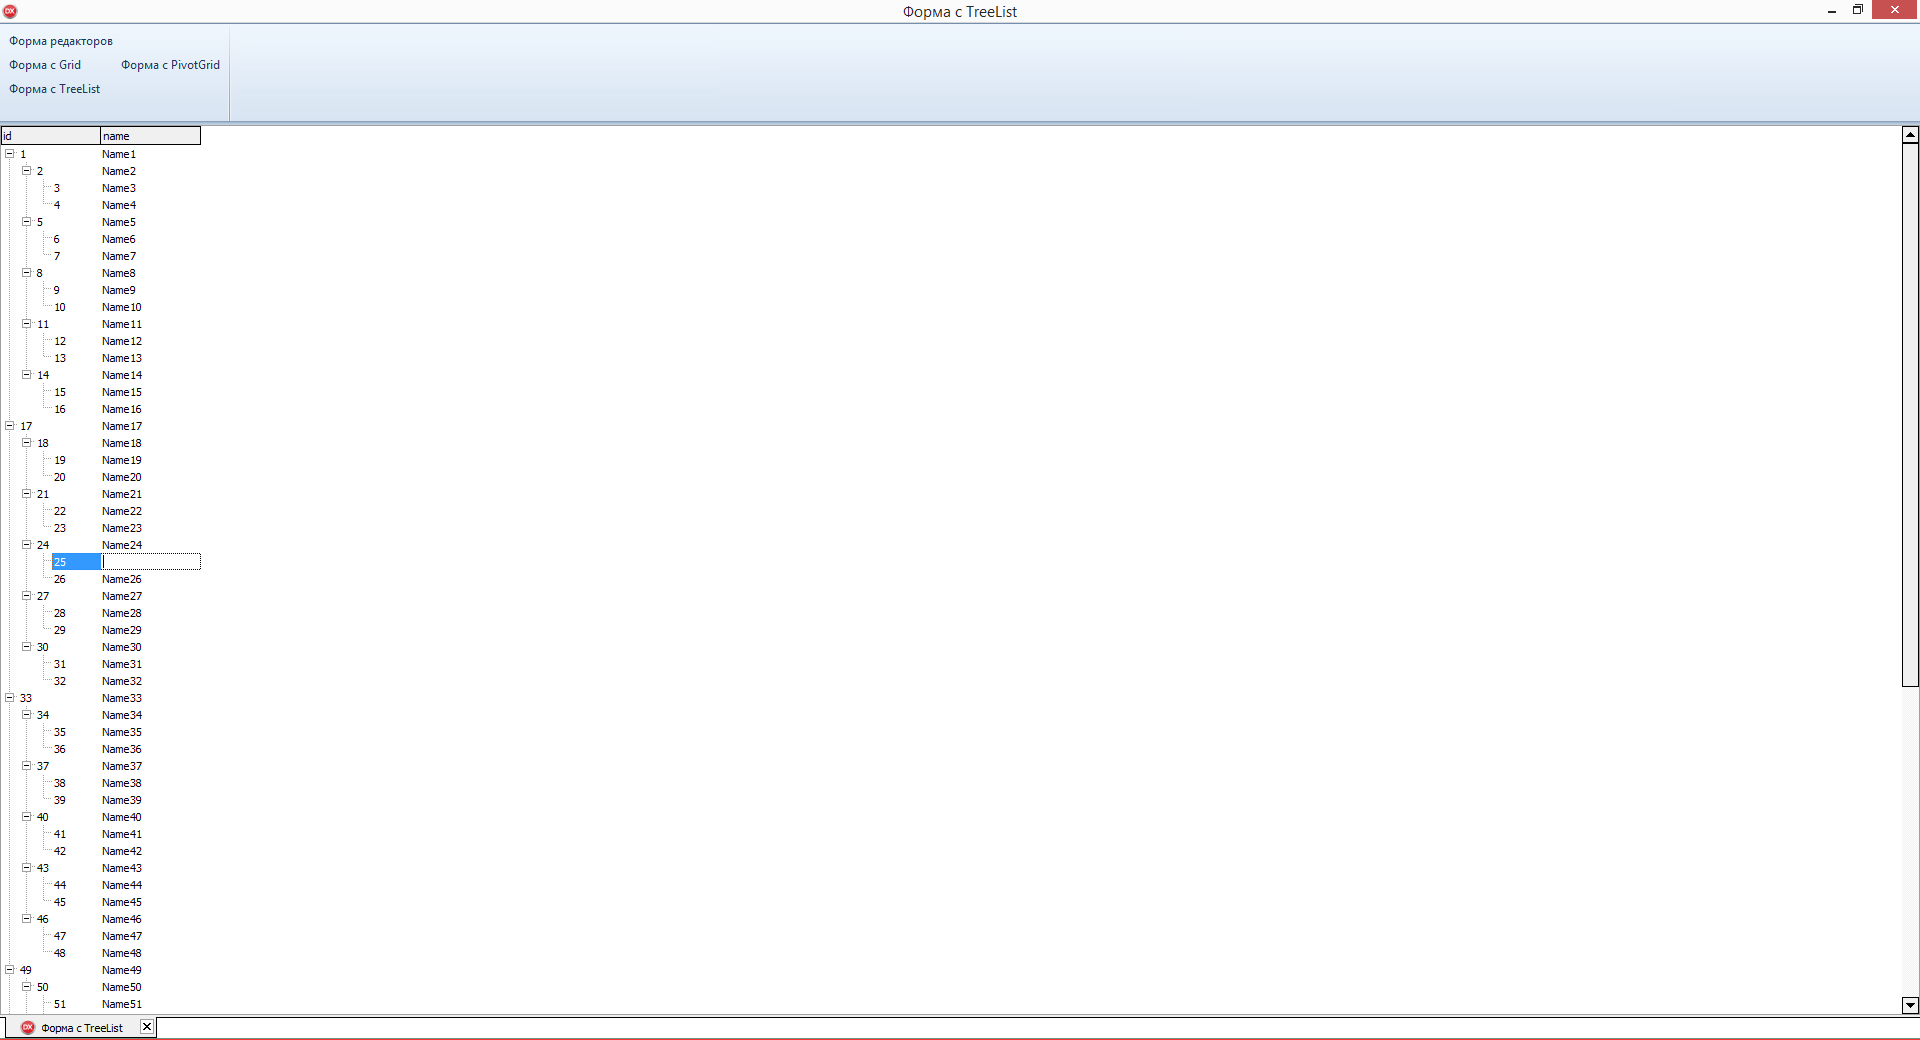 DX Форма с TreeList
Форма редакторов
Форма с Grid Форма с PivotGrid
Форма с TreeList
id name
1 Name1
2 Name2
3 Name3
4 Name4
5 Name5
6 Name6
7 Name7
8 Name8
9 Name9
10 Name10
11 Name11
12 Name12
13 Name13
14 Name14
15 Name15
16 Name16
17 Name17
18 Name18
19 Name19
20 Name20
21 Name21
22 Name22
23 Name23
24 Name24
25
26 Name26
27 Name27
28 Name28
29 Name29
30 Name30
31 Name31
32 Name32
33 Name33
34 Name34
35 Name35
36 Name36
37 Name37
38 Name38
39 Name39
40 Name40
41 Name41
42 Name42
43 Name43
44 Name44
45 Name45
46 Name46
47 Name47
48 Name48
49 Name49
50 Name50
51 Name51
DX Форма с TreeList